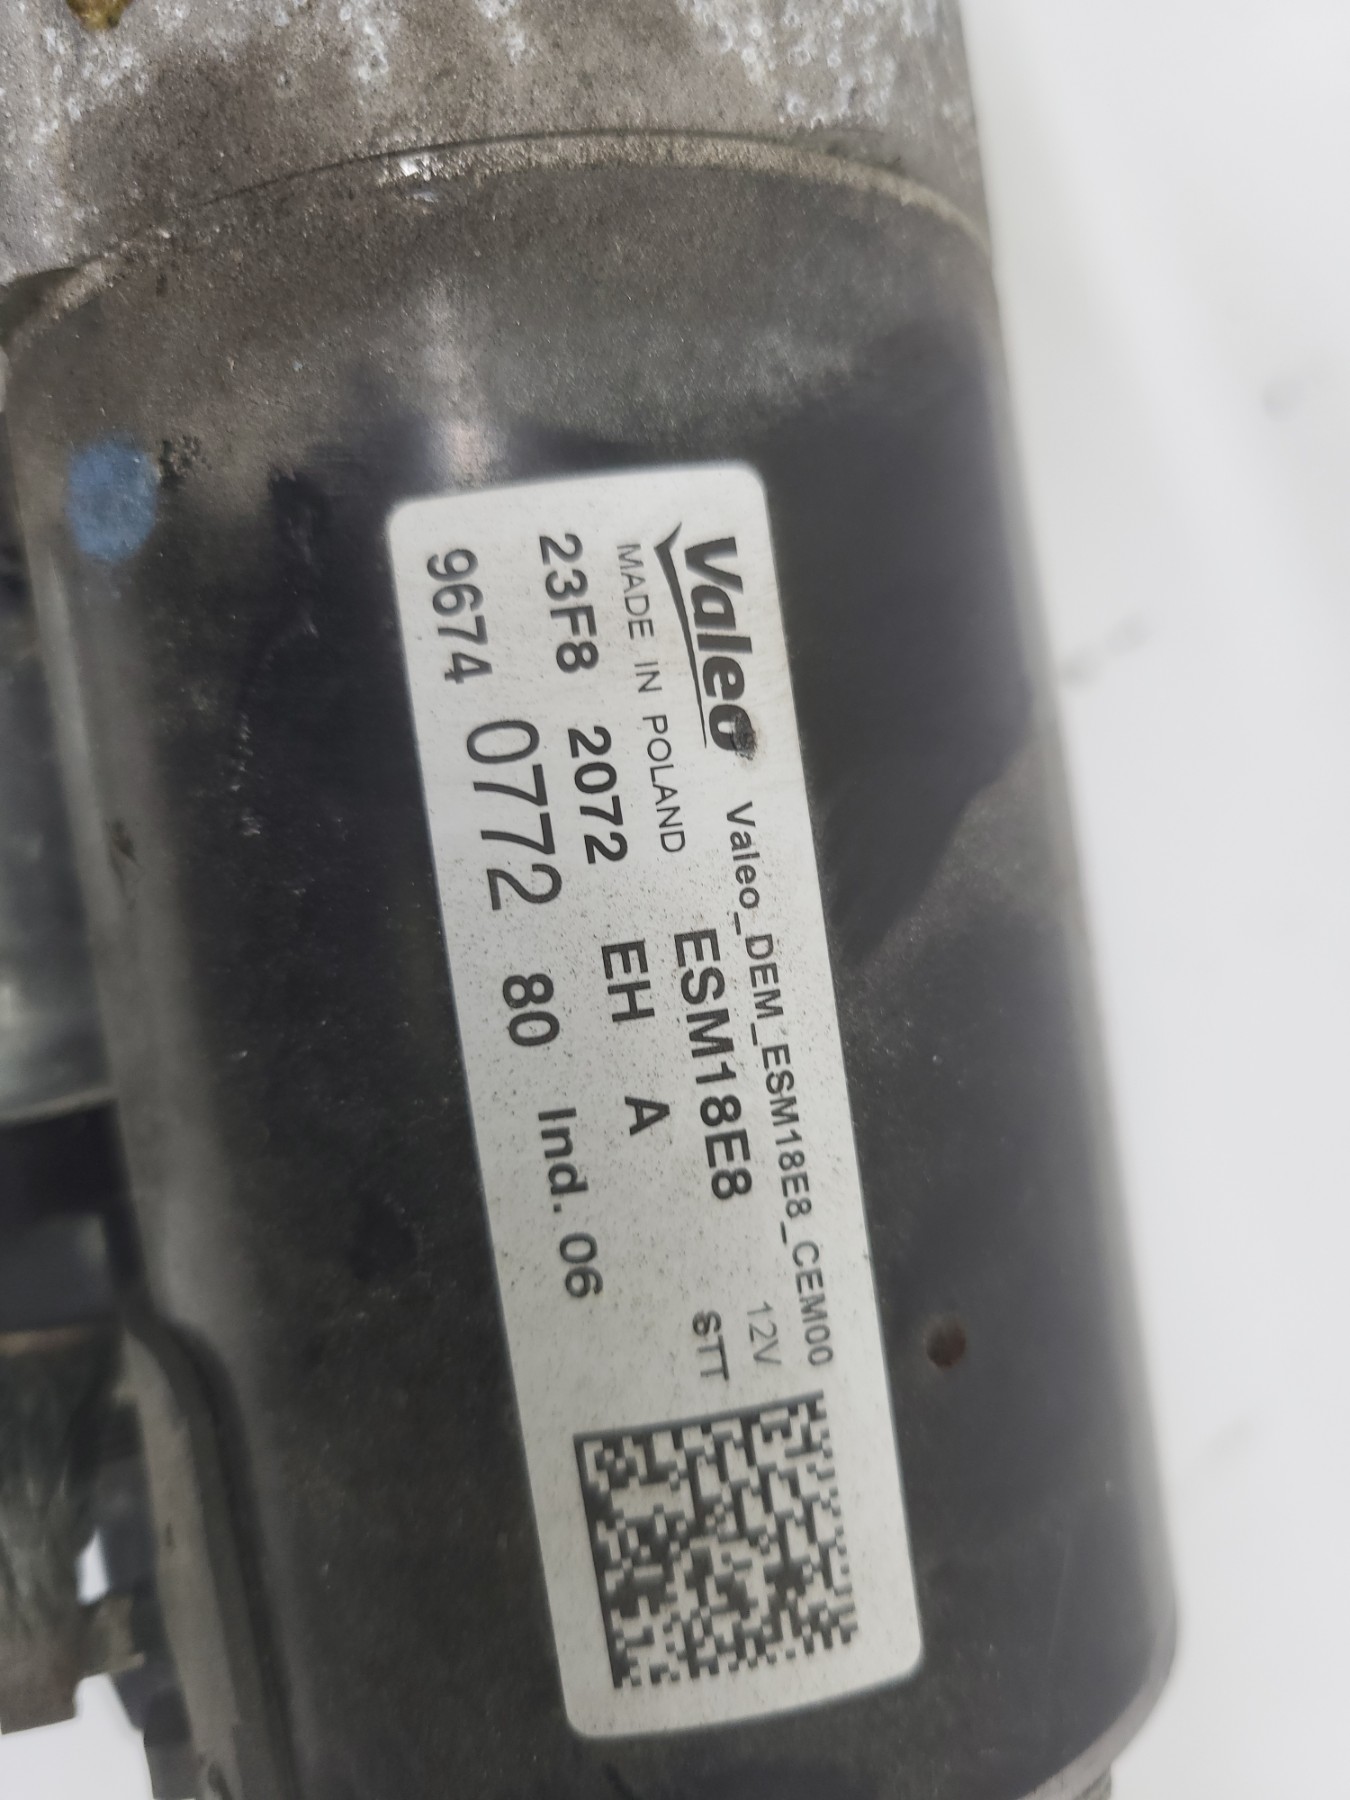 Valeo Valeo_DEM_ESM18E8_CEM00
MADE IN POLAND ESM18E8 12V
23F8 2072 EH A STT
9674 0772 80 Ind. 06